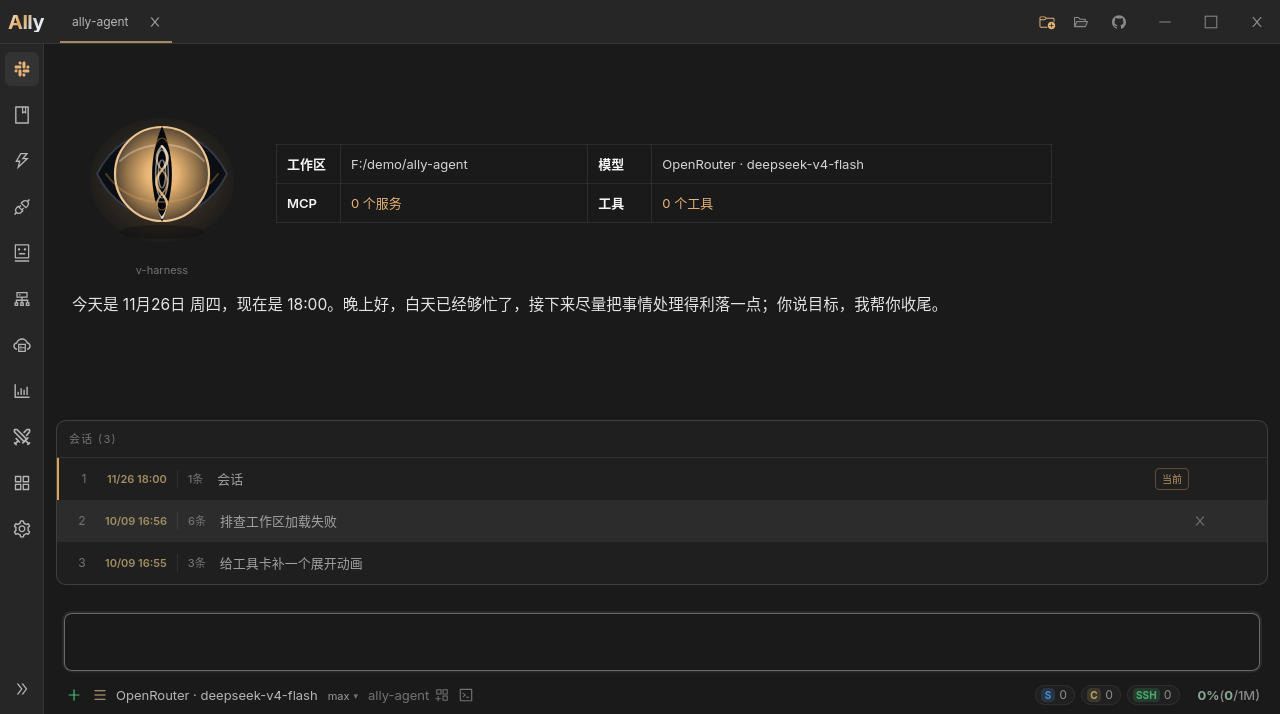 Ally ally-agent
工作区 F:/demo/ally-agent 模型 OpenRouter · deepseek-v4-flash
MCP 0 个服务 工具 0 个工具
v-harness
今天是 11月26日 周四，现在是 18:00。晚上好，白天已经够忙了，接下来尽量把事情处理得利落一点；你说目标，我帮你收尾。
会话 (3)
1 11/26 18:00 1条 会话 当前
2 10/09 16:56 6条 排查工作区加载失败
3 10/09 16:55 3条 给工具卡补一个展开动画
OpenRouter · deepseek-v4-flash max ally-agent S 0 C 0 SSH 0 0%(0/1M)